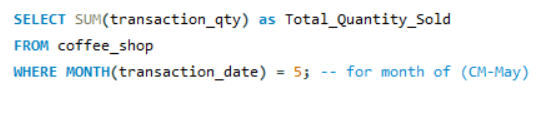 SELECT SUM(transaction_qty) as Total_Quantity_Sold
FROM coffee_shop
WHERE MONTH(transaction_date) = 5; -- for month of (CM-May)